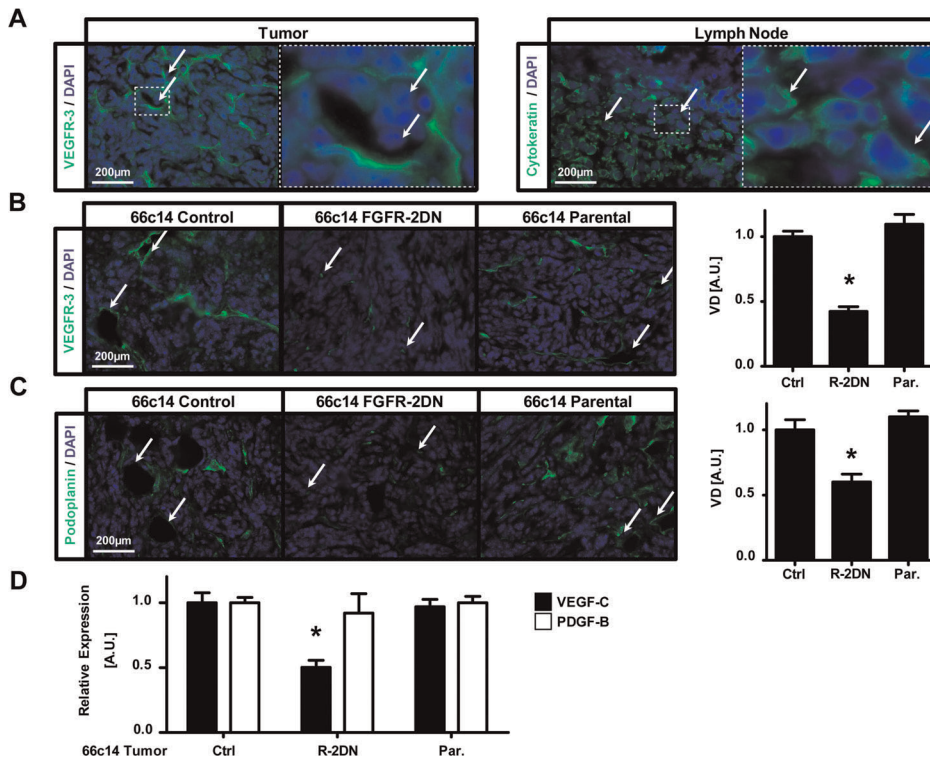 A
Tumor
Lymph Node
VEGFR-3 / DAPI
200µm
Cytokeratin / DAPI
200µm
B
66c14 Control
66c14 FGFR-2DN
66c14 Parental
VEGFR-3 / DAPI
200µm
VD [A.U.]
1.0
0.5
0.0
*
Ctrl
R-2DN
Par.
C
66c14 Control
66c14 FGFR-2DN
66c14 Parental
Podoplanin / DAPI
200µm
VD [A.U.]
1.0
0.5
0.0
*
Ctrl
R-2DN
Par.
D
Relative Expression
[A.U.]
1.0
0.5
0.0
*
VEGF-C
PDGF-B
66c14 Tumor
Ctrl
R-2DN
Par.